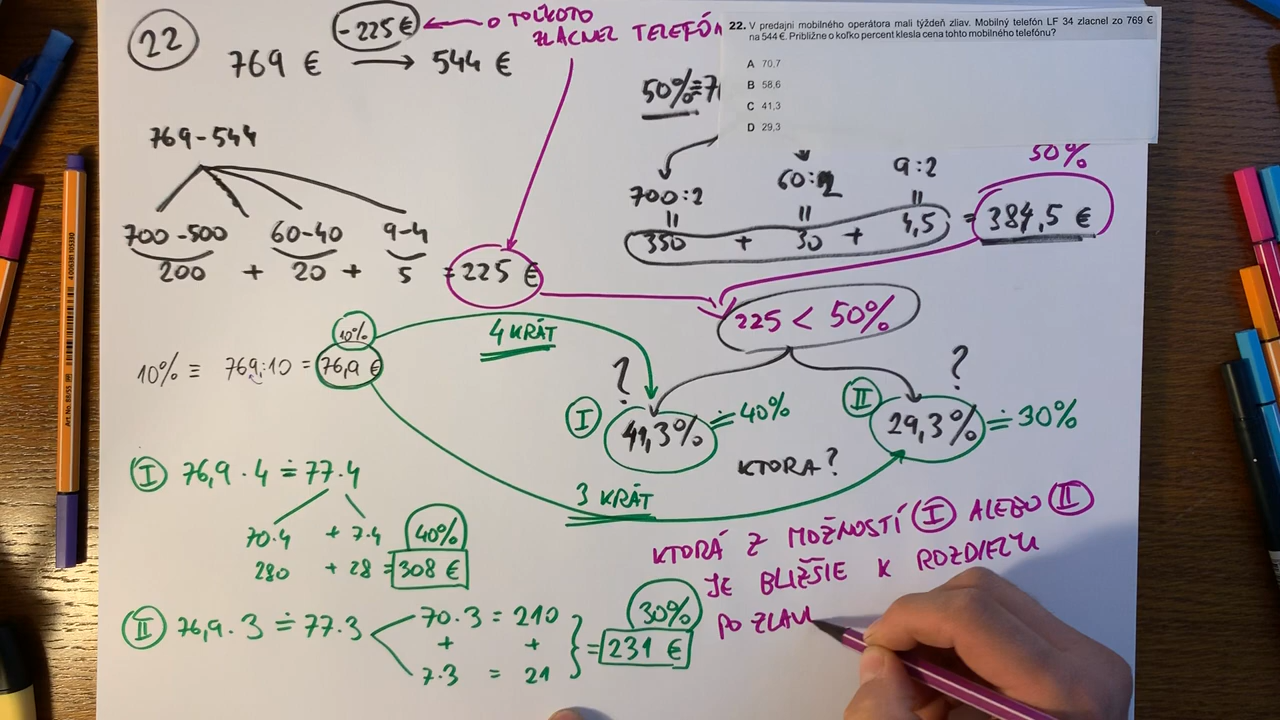 22
-225 €
O TOĽKOTO
ZLACNEL TELEFÓN
769 € → 544 €
22. V predajni mobilného operátora mali týždeň zliav. Mobilný telefón LF 34 zlacnel zo 769 €
na 544 €. Približne o koľko percent klesla cena tohto mobilného telefónu?
A 70,7
B 58,6
C 41,3
D 29,3
50% ≐ 7
769-544
700-500 60-40 9-4
200 + 20 + 5 = 225 €
700:2 60:2 9:2
350 + 30 + 4,5 = 384,5 €
50%
225 < 50%
10%
10% ≡ 769:10 = 76,9 €
4 KRÁT
3 KRÁT
?
I 41,3% ≐ 40%
?
II 29,3% ≐ 30%
KTORA?
I 76,9 . 4 ≐ 77.4
70.4 + 7.4
40%
280 + 28 = 308 €
II 76,9 . 3 ≐ 77.3
70.3 = 210
+ +
7.3 = 21
30%
= 231 €
KTORÁ Z MOŽNOSTÍ I ALEBO II
JE BLIŽŠIE K ROZDIELU
PO ZĽAV